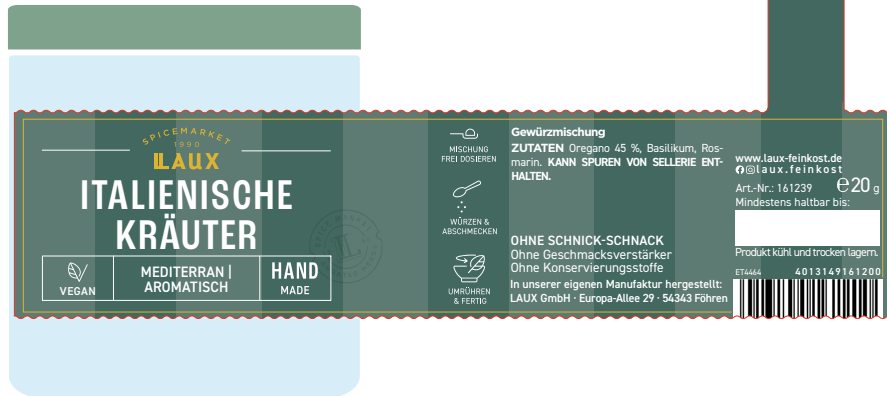 SPICEMARKET
1990
LAUX
ITALIENISCHE
KRÄUTER
VEGAN
MEDITERRAN |
AROMATISCH
HAND
MADE
MISCHUNG
FREI DOSIEREN
WÜRZEN &
ABSCHMECKEN
UMRÜHREN
& FERTIG
Gewürzmischung
ZUTATEN Oregano 45 %, Basilikum, Ros-
marin. KANN SPUREN VON SELLERIE ENT-
HALTEN.
OHNE SCHNICK-SCHNACK
Ohne Geschmacksverstärker
Ohne Konservierungsstoffe
In unserer eigenen Manufaktur hergestellt:
LAUX GmbH · Europa-Allee 29 · 54343 Föhren
www.laux-feinkost.de
laux.feinkost
Art.-Nr.: 161239
℮20 g
Mindestens haltbar bis:
Produkt kühl und trocken lagern.
ET4464
4013149161200